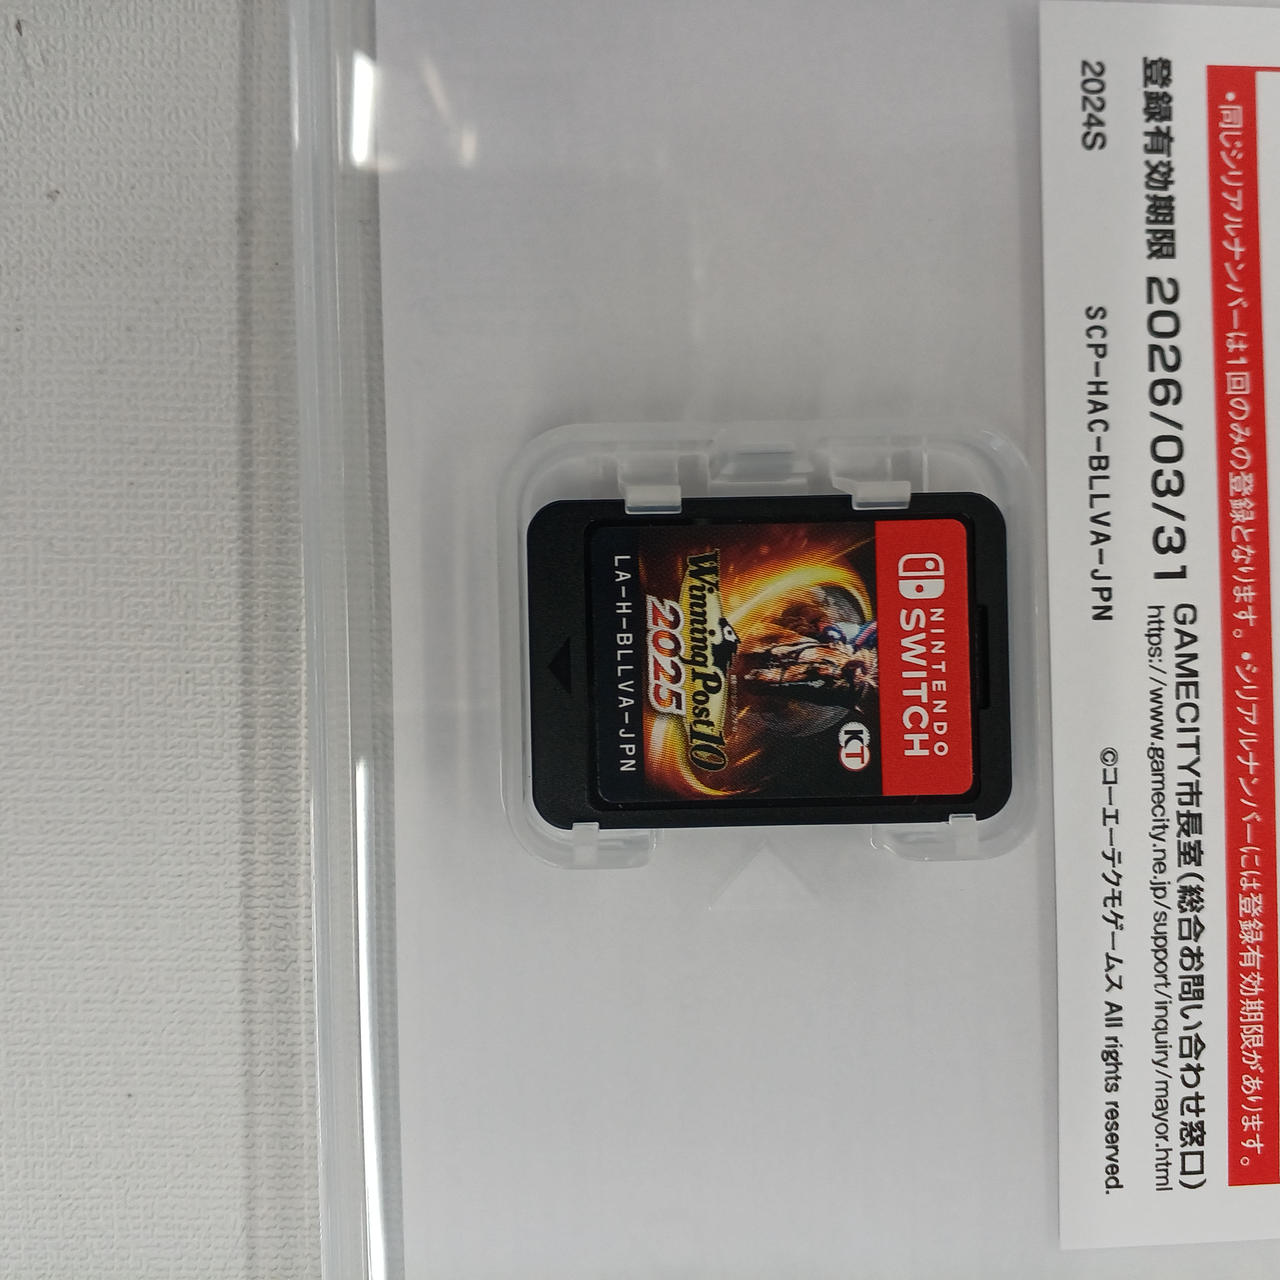 NINTENDO
SWITCH
KT
Winning Post 10
2025
LA-H-BLLVA-JPN
•同じシリアルナンバーは1回のみの登録となります。•シリアルナンバーには登録有効期限があります。
登録有効期限 2026/03/31 GAMECITY市長室(総合お問い合わせ窓口)
https://www.gamecity.ne.jp/support/inquiry/mayor.html
2024S SCP-HAC-BLLVA-JPN ©コーエーテクモゲームス All rights reserved.